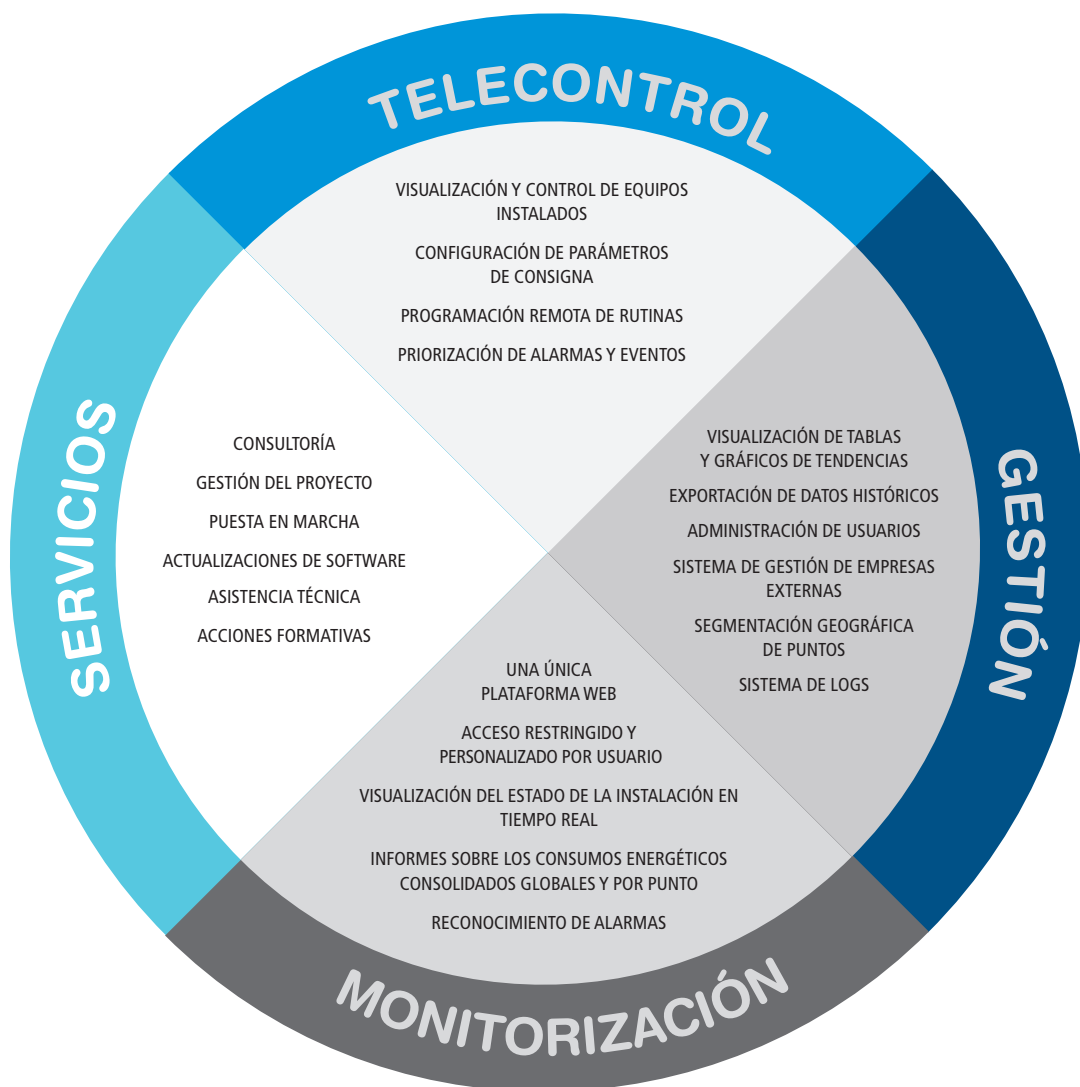 TELECONTROL
VISUALIZACIÓN Y CONTROL DE EQUIPOS
INSTALADOS
CONFIGURACIÓN DE PARÁMETROS
DE CONSIGNA
PROGRAMACIÓN REMOTA DE RUTINAS
PRIORIZACIÓN DE ALARMAS Y EVENTOS
GESTIÓN
VISUALIZACIÓN DE TABLAS
Y GRÁFICOS DE TENDENCIAS
EXPORTACIÓN DE DATOS HISTÓRICOS
ADMINISTRACIÓN DE USUARIOS
SISTEMA DE GESTIÓN DE EMPRESAS
EXTERNAS
SEGMENTACIÓN GEOGRÁFICA
DE PUNTOS
SISTEMA DE LOGS
MONITORIZACIÓN
UNA ÚNICA
PLATAFORMA WEB
ACCESO RESTRINGIDO Y
PERSONALIZADO POR USUARIO
VISUALIZACIÓN DEL ESTADO DE LA INSTALACIÓN EN
TIEMPO REAL
INFORMES SOBRE LOS CONSUMOS ENERGÉTICOS
CONSOLIDADOS GLOBALES Y POR PUNTO
RECONOCIMIENTO DE ALARMAS
SERVICIOS
CONSULTORÍA
GESTIÓN DEL PROYECTO
PUESTA EN MARCHA
ACTUALIZACIONES DE SOFTWARE
ASISTENCIA TÉCNICA
ACCIONES FORMATIVAS